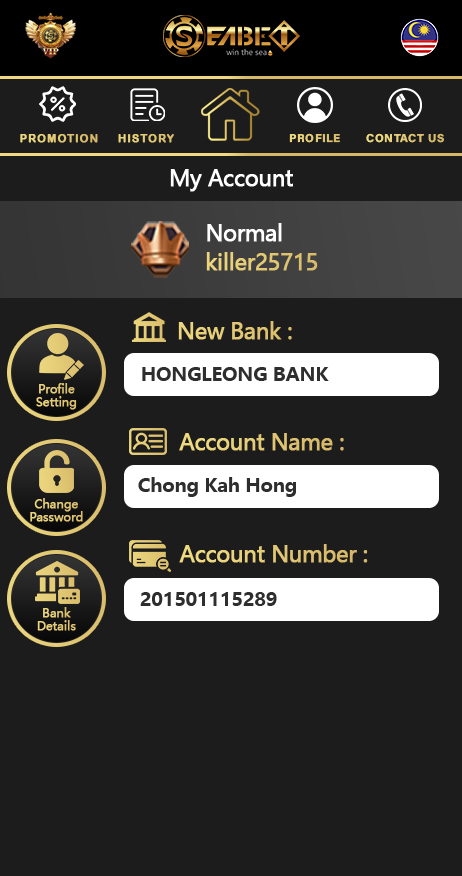 VIP
SEABET
win the sea
PROMOTION
HISTORY
PROFILE
CONTACT US
My Account
Normal
killer25715
New Bank :
HONGLEONG BANK
Profile
Setting
Account Name :
Chong Kah Hong
Change
Password
Account Number :
201501115289
Bank
Details